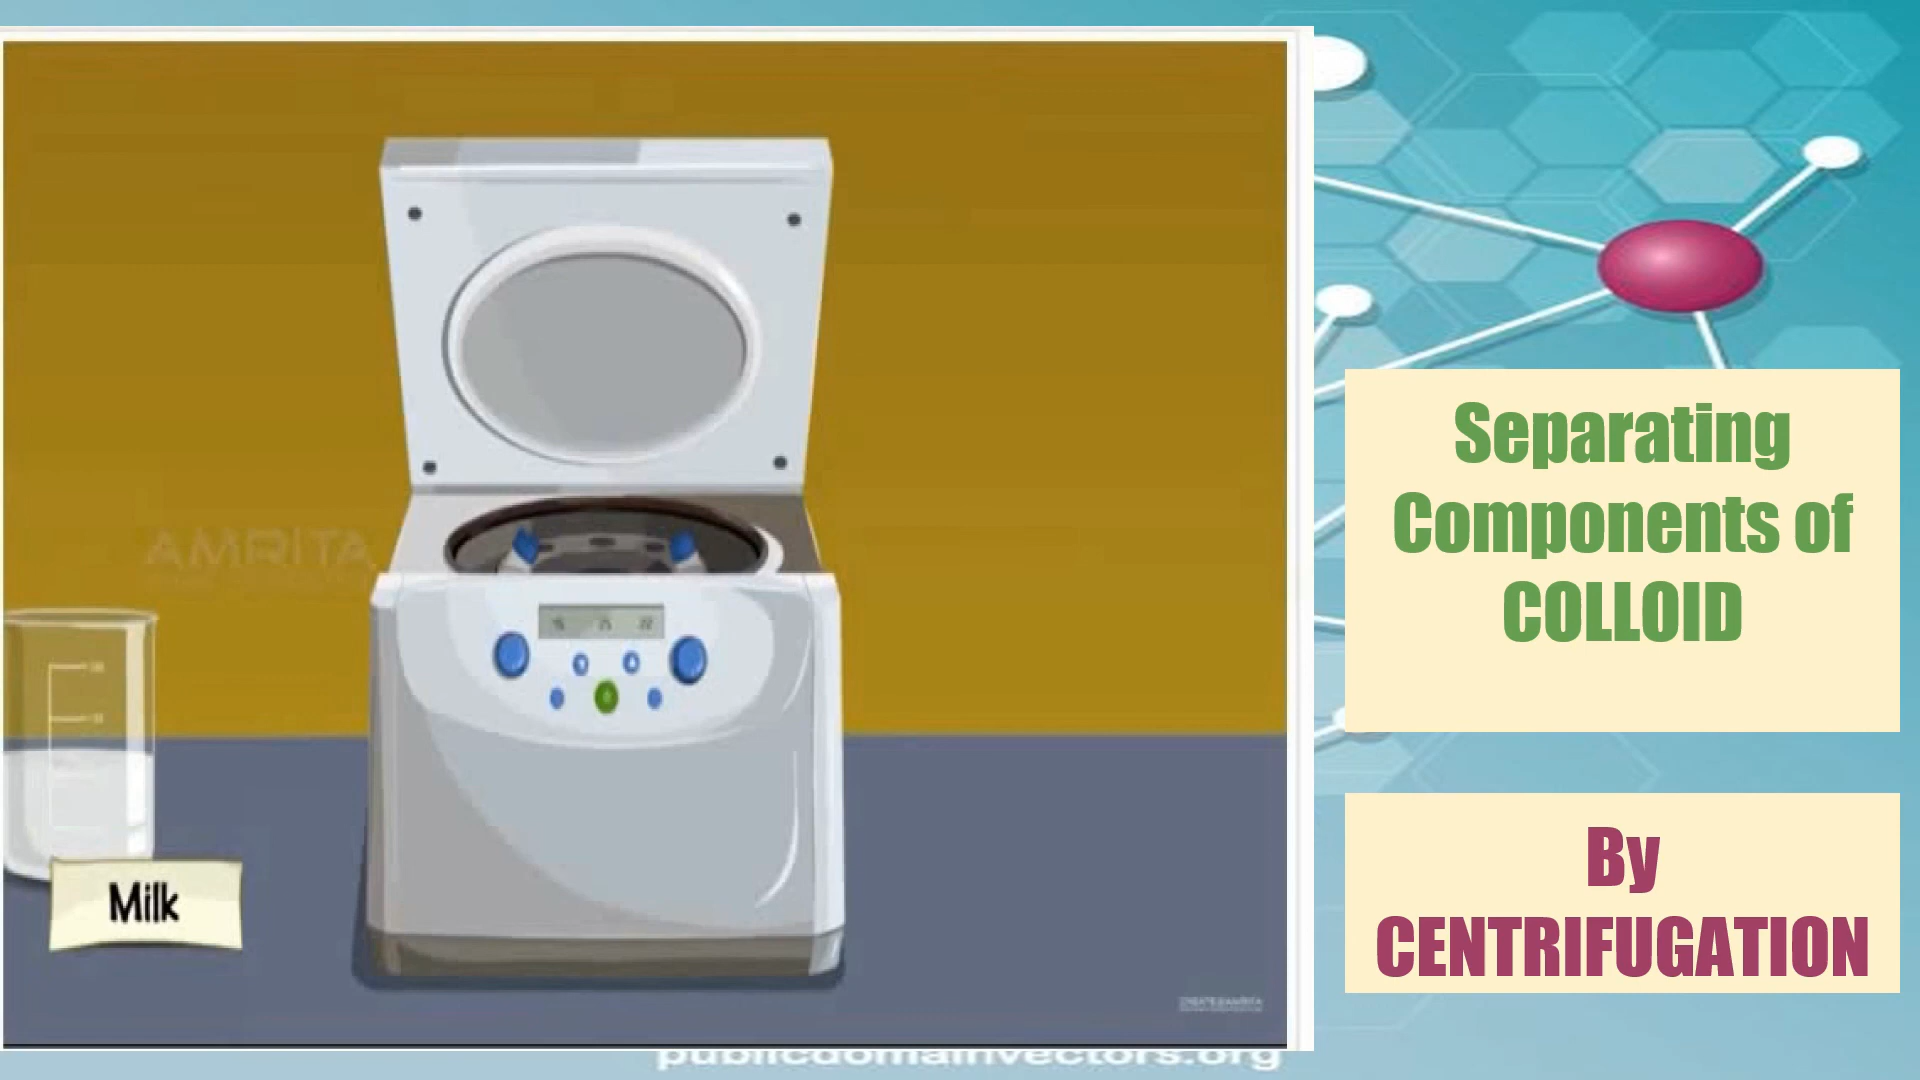 AMRITA
Milk
Separating
Components of
COLLOID
By
CENTRIFUGATION
publicdomainvectors.org